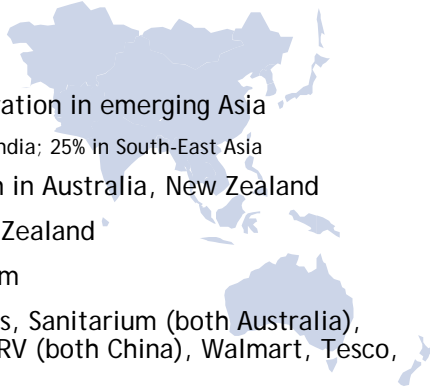 ation in emerging Asia
ndia; 25% in South-East Asia
in Australia, New Zealand
Zealand
m
s, Sanitarium (both Australia),
RV (both China), Walmart, Tesco,